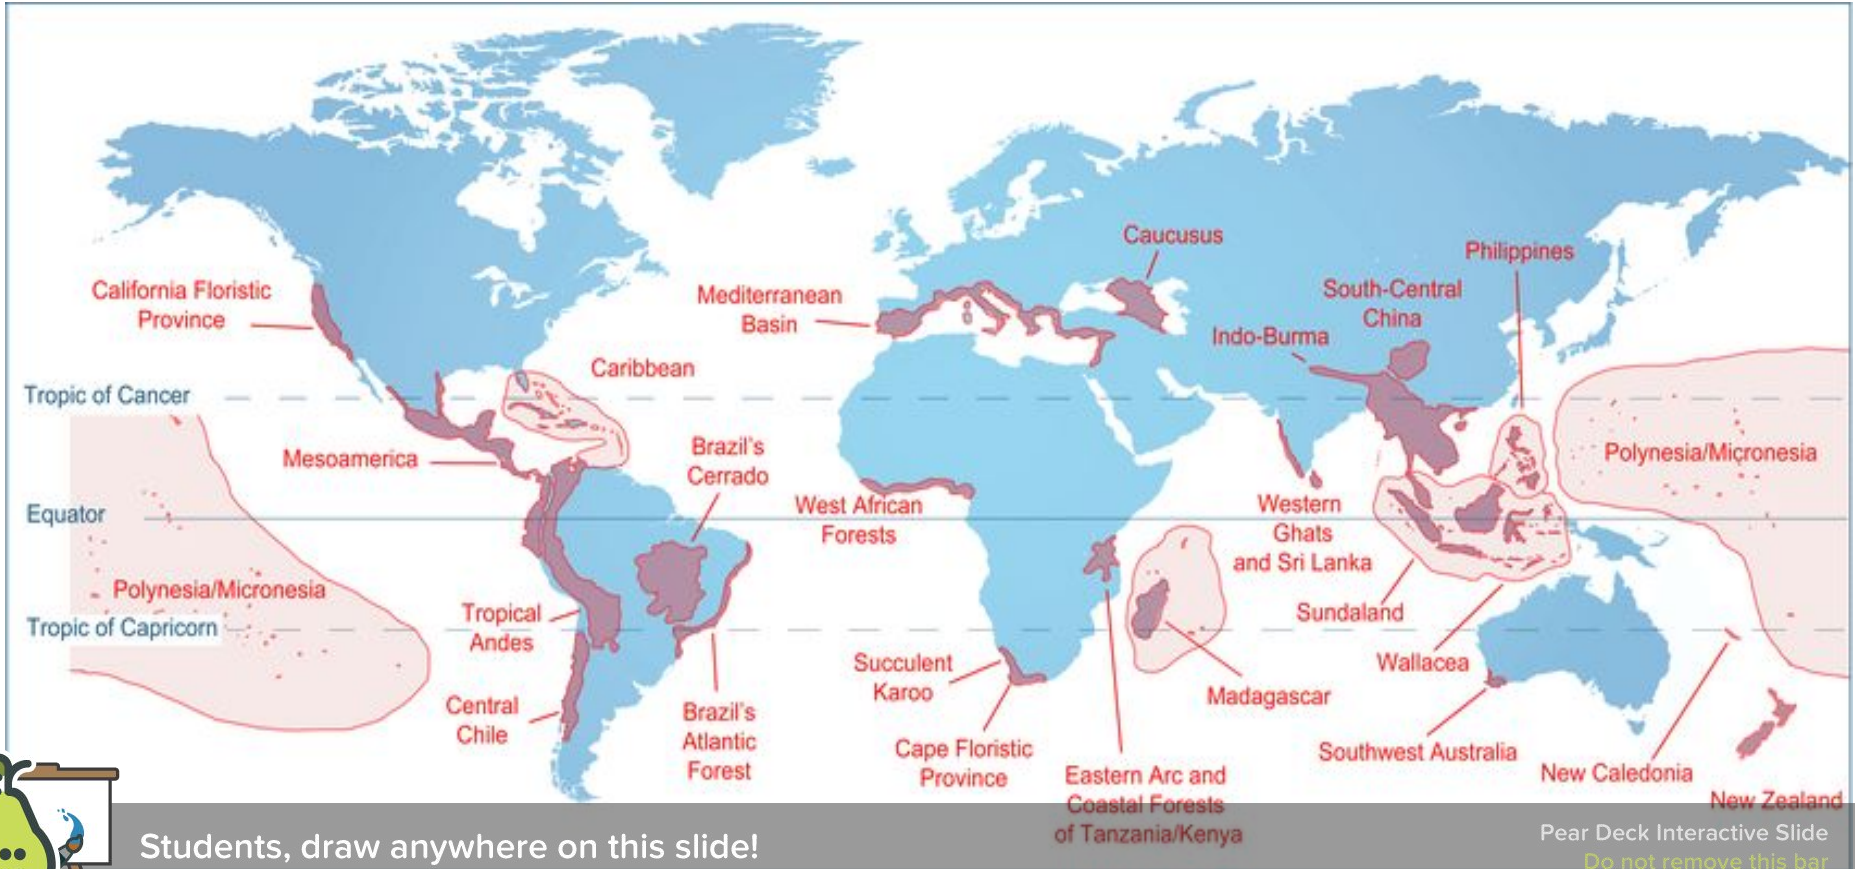 Caucusus
Philippines
California Floristic
Province
Mediterranean
Basin
South-Central
China
Indo-Burma
Caribbean
Tropic of Cancer
Mesoamerica
Brazil's
Cerrado
Polynesia/Micronesia
Equator
West African
Forests
Western
Ghats
and Sri Lanka
Polynesia/Micronesia
Tropic of Capricorn
Tropical
Andes
Sundaland
Succulent
Karoo
Wallacea
Madagascar
Central
Chile
Brazil's
Atlantic
Forest
Cape Floristic
Province
Eastern Arc and
Coastal Forests
of Tanzania/Kenya
Southwest Australia
New Caledonia
New Zealand
Students, draw anywhere on this slide!
Pear Deck Interactive Slide
Do not remove this bar